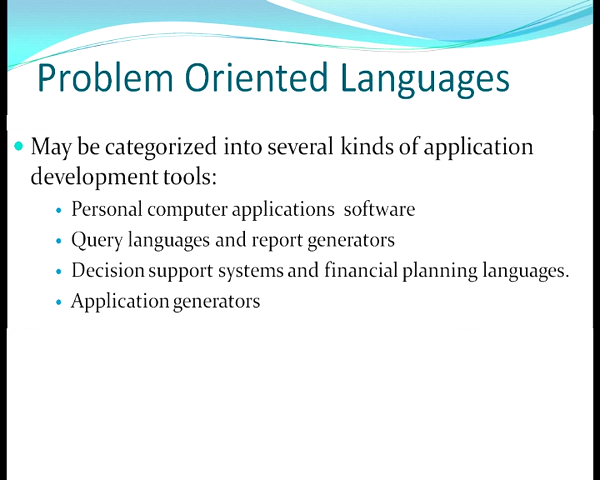 Problem Oriented Languages
May be categorized into several kinds of application
development tools:
Personal computer applications software
Query languages and report generators
Decision support systems and financial planning languages.
Application generators